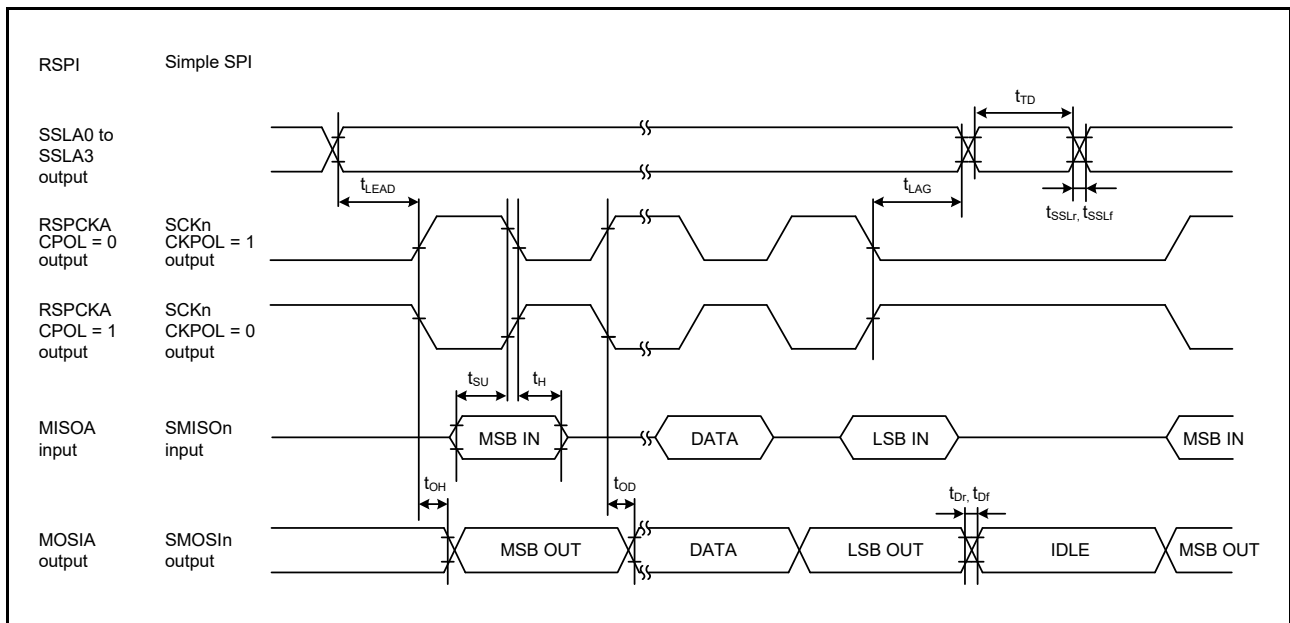 RSPI Simple SPI
tTD
SSLA0 to
SSLA3
output
tLEAD
tLAG
tSSLr, tSSLf
RSPCKA SCKn
CPOL = 0 CKPOL = 1
output output
RSPCKA SCKn
CPOL = 1 CKPOL = 0
output output
tSU tH
MISOA SMISOn
input input
MSB IN DATA LSB IN MSB IN
tOH tOD tDr, tDf
MOSIA SMOSIn
output output
MSB OUT DATA LSB OUT IDLE MSB OUT